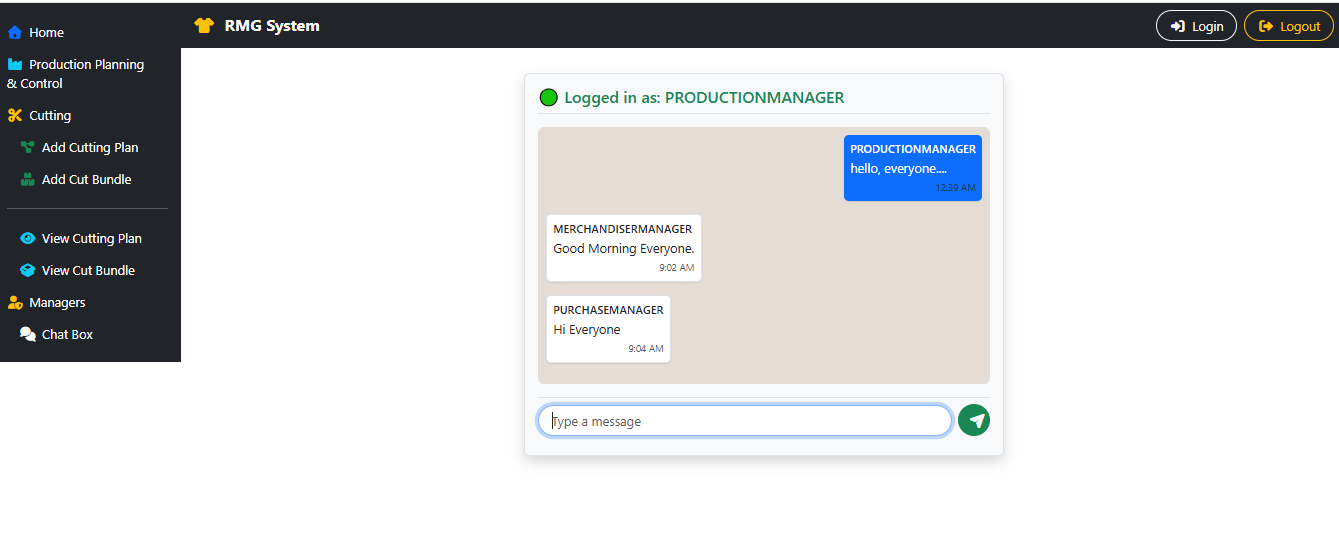 Home
Production Planning
& Control
Cutting
Add Cutting Plan
Add Cut Bundle
View Cutting Plan
View Cut Bundle
Managers
Chat Box
RMG System
Login
Logout
Logged in as: PRODUCTIONMANAGER
PRODUCTIONMANAGER
hello, everyone....
12:39 AM
MERCHANDISERMANAGER
Good Morning Everyone.
9:02 AM
PURCHASEMANAGER
Hi Everyone
9:04 AM
Type a message